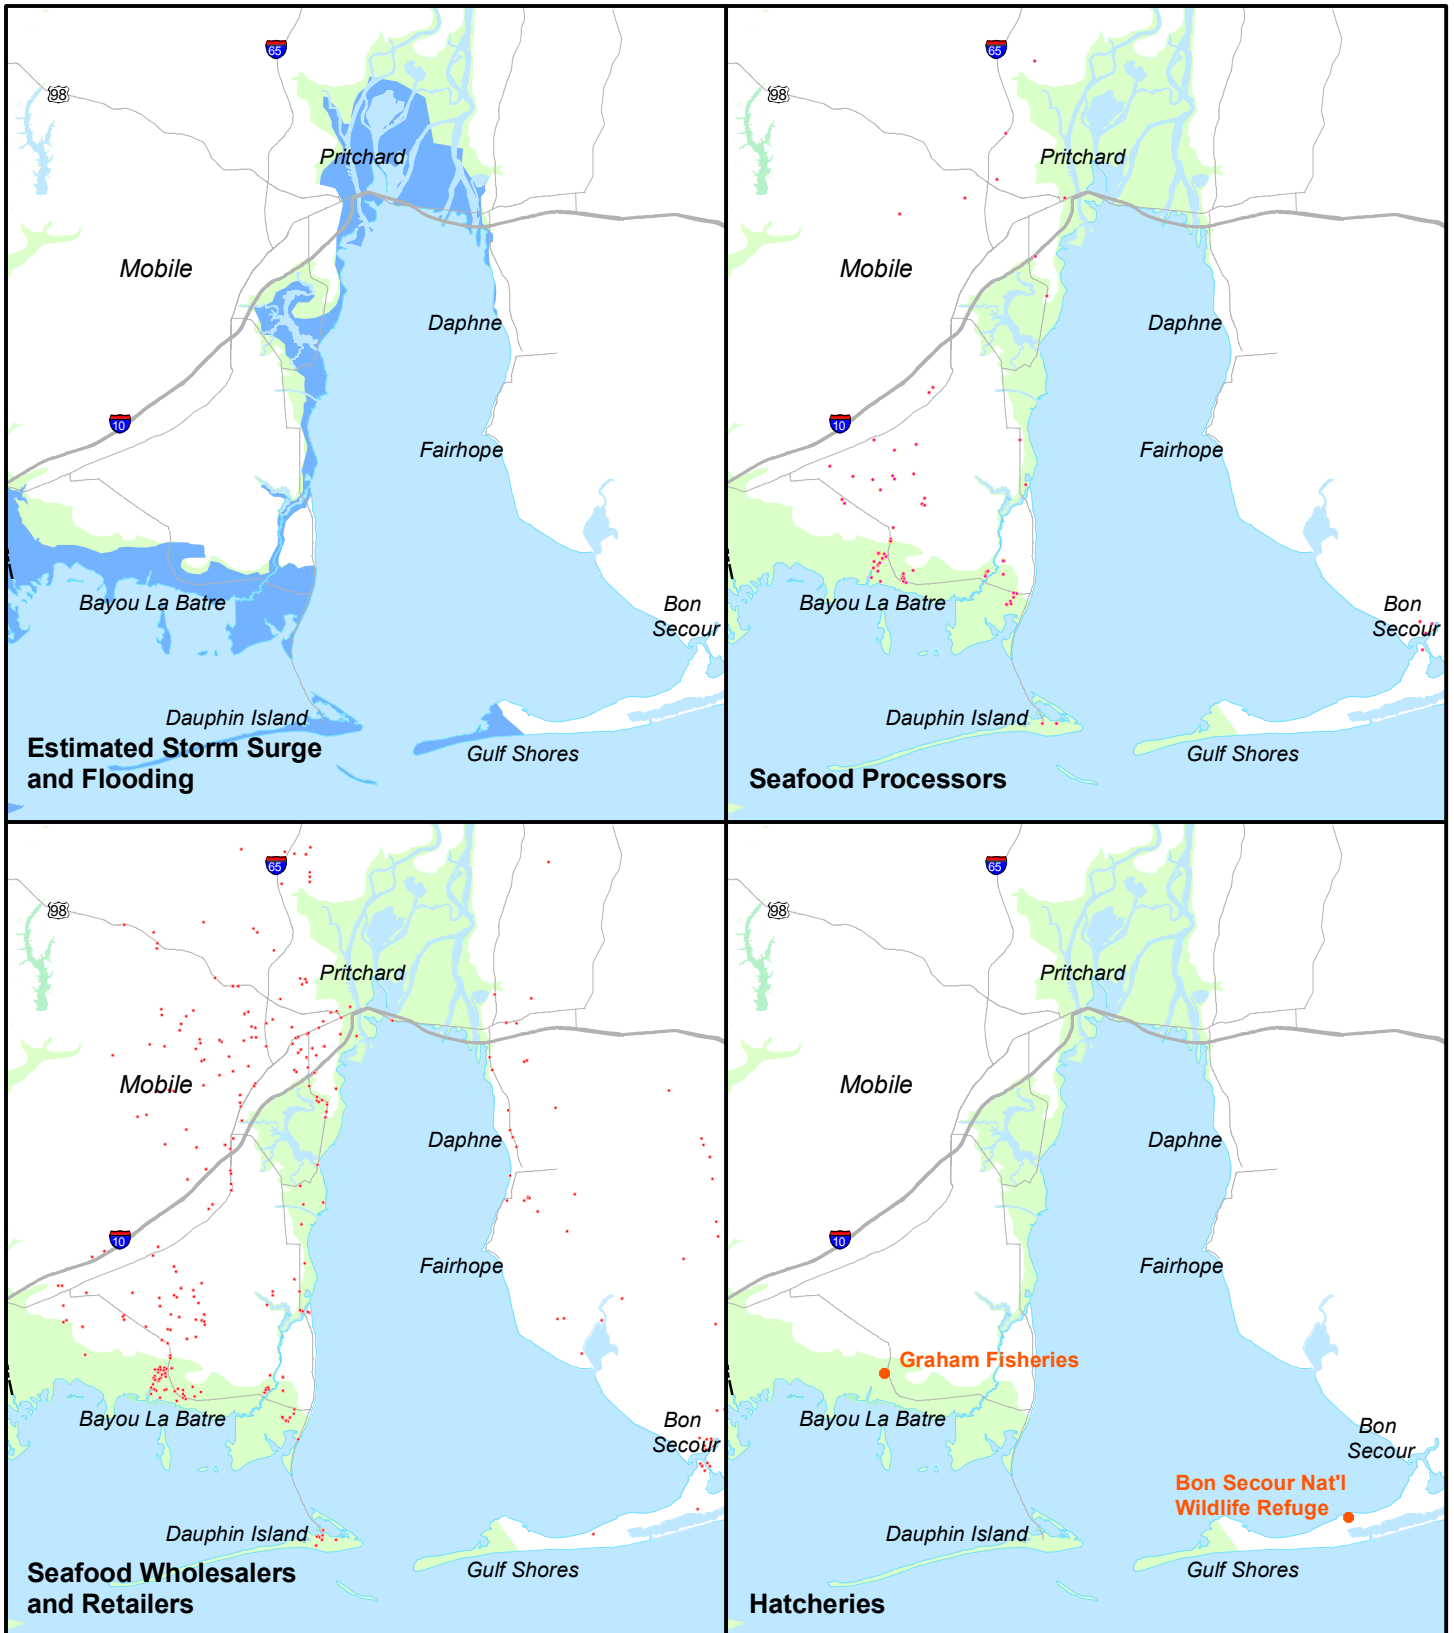 65
98
Pritchard
Mobile
Daphne
10
Fairhope
Bayou La Batre
Bon
Secour
Dauphin Island
Gulf Shores
Estimated Storm Surge
and Flooding
65
98
Pritchard
Mobile
Daphne
10
Fairhope
Bayou La Batre
Bon
Secour
Dauphin Island
Gulf Shores
Seafood Processors
65
98
Pritchard
Mobile
Daphne
10
Fairhope
Bayou La Batre
Bon
Secour
Dauphin Island
Gulf Shores
Seafood Wholesalers
and Retailers
65
98
Pritchard
Mobile
Daphne
10
Fairhope
Graham Fisheries
Bayou La Batre
Bon
Secour
Bon Secour Nat'l
Wildlife Refuge
Dauphin Island
Gulf Shores
Hatcheries